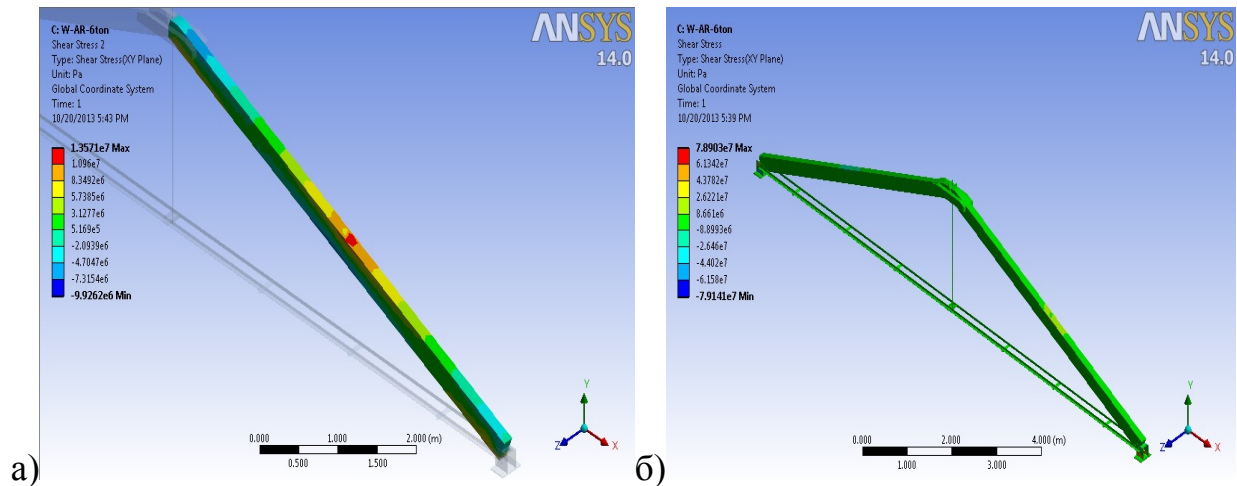 C: W-AR-6ton
Shear Stress 2
Type: Shear Stress(XY Plane)
Unit: Pa
Global Coordinate System
Time: 1
10/20/2013 5:43 PM
1.3571e7 Max
1.096e7
8.3492e6
5.7385e6
3.1277e6
5.169e5
-2.0939e6
-4.7047e6
-7.3154e6
-9.9262e6 Min
ANSYS
14.0
0.000 1.000 2.000 (m)
0.500 1.500
Y
Z X
а)
C: W-AR-6ton
Shear Stress
Type: Shear Stress(XY Plane)
Unit: Pa
Global Coordinate System
Time: 1
10/20/2013 5:39 PM
7.8903e7 Max
6.1342e7
4.3782e7
2.6221e7
8.661e6
-8.8993e6
-2.646e7
-4.402e7
-6.158e7
-7.9141e7 Min
ANSYS
14.0
0.000 2.000 4.000 (m)
1.000 3.000
Y
Z X
б)